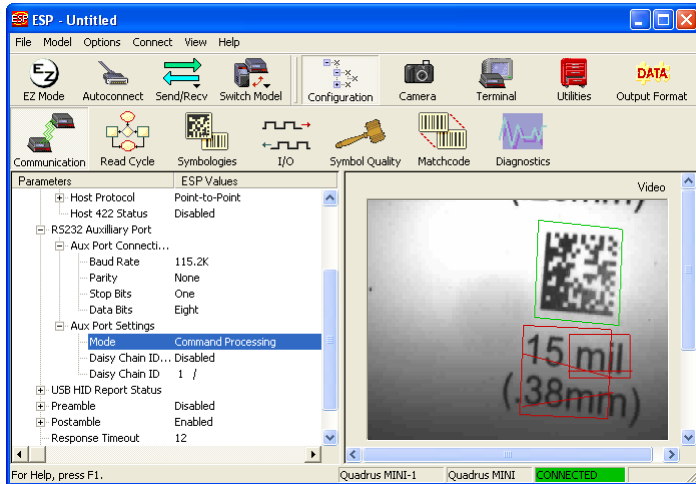 ESP - Untitled
File Model Options Connect View Help
EZ Mode Autoconnect Send/Recv Switch Model Configuration Camera Terminal Utilities Output Format
Communication Read Cycle Symbologies I/O Symbol Quality Matchcode Diagnostics
Parameters ESP Values
Host Protocol Point-to-Point
Host 422 Status Disabled
RS232 Auxilliary Port
Aux Port Connecti...
Baud Rate 115.2K
Parity None
Stop Bits One
Data Bits Eight
Aux Port Settings
Mode Command Processing
Daisy Chain ID... Disabled
Daisy Chain ID 1 /
USB HID Report Status
Preamble Disabled
Postamble Enabled
Response Timeout 12
Video
15 mil
(.38mm)
For Help, press F1. Quadrus MINI-1 Quadrus MINI CONNECTED